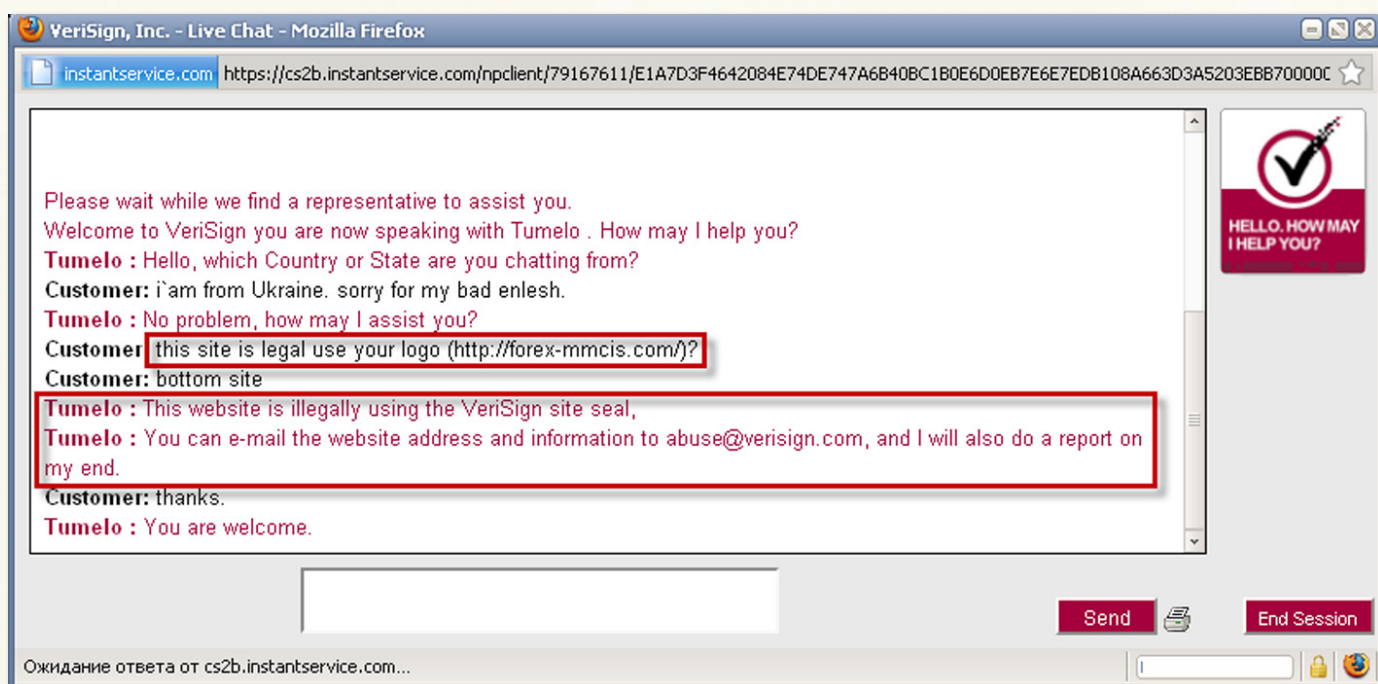 VeriSign, Inc. - Live Chat - Mozilla Firefox
instantservice.com https://cs2b.instantservice.com/npclient/79167611/E1A7D3F4642084E74DE747A6B40BC1B0E6D0EB7E6E7EDB108A663D3A5203EBB70000C
Please wait while we find a representative to assist you.
Welcome to VeriSign you are now speaking with Tumelo . How may I help you?
Tumelo : Hello, which Country or State are you chatting from?
Customer: i`am from Ukraine. sorry for my bad enlesh.
Tumelo : No problem, how may I assist you?
Customer: this site is legal use your logo (http://forex-mmcis.com/)?
Customer: bottom site
Tumelo : This website is illegally using the VeriSign site seal,
Tumelo : You can e-mail the website address and information to abuse@verisign.com, and I will also do a report on
my end.
Customer: thanks.
Tumelo : You are welcome.
HELLO. HOW MAY
I HELP YOU?
Send
End Session
Ожидание ответа от cs2b.instantservice.com...